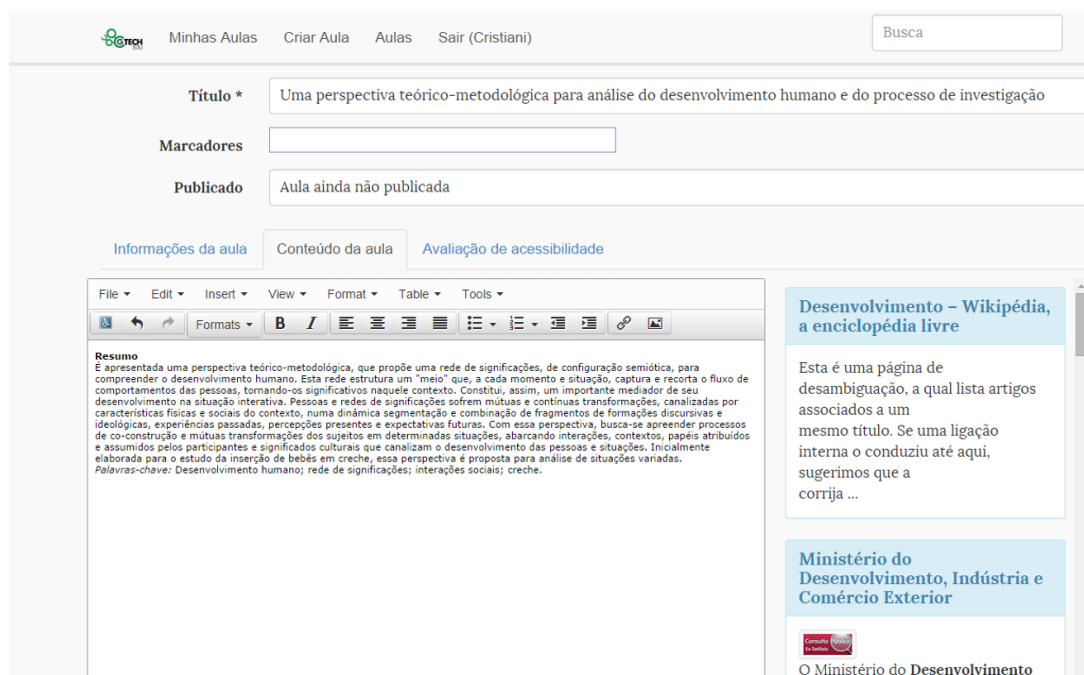 GTECH
EDU
Minhas Aulas Criar Aula Aulas Sair (Cristiani)
Busca
Título * Uma perspectiva teórico-metodológica para análise do desenvolvimento humano e do processo de investigação
Marcadores
Publicado Aula ainda não publicada
Informações da aula Conteúdo da aula Avaliação de acessibilidade
File Edit Insert View Format Table Tools
Formats B I
Resumo
É apresentada uma perspectiva teórico-metodológica, que propõe uma rede de significações, de configuração semiótica, para
compreender o desenvolvimento humano. Esta rede estrutura um "meio" que, a cada momento e situação, captura e recorta o fluxo de
comportamentos das pessoas, tornando-os significativos naquele contexto. Constitui, assim, um importante mediador de seu
desenvolvimento na situação interativa. Pessoas e redes de significações sofrem mútuas e contínuas transformações, canalizadas por
características físicas e sociais do contexto, numa dinâmica segmentação e combinação de fragmentos de formações discursivas e
ideológicas, experiências passadas, percepções presentes e expectativas futuras. Com essa perspectiva, busca-se apreender processos
de co-construção e mútuas transformações dos sujeitos em determinadas situações, abarcando interações, contextos, papéis atribuídos
e assumidos pelos participantes e significados culturais que canalizam o desenvolvimento das pessoas e situações. Inicialmente
elaborada para o estudo da inserção de bebês em creche, essa perspectiva é proposta para análise de situações variadas.
Palavras-chave: Desenvolvimento humano; rede de significações; interações sociais; creche.
Desenvolvimento – Wikipédia,
a enciclopédia livre
Esta é uma página de
desambiguação, a qual lista artigos
associados a um
mesmo título. Se uma ligação
interna o conduziu até aqui,
sugerimos que a
corrija ...
Ministério do
Desenvolvimento, Indústria e
Comércio Exterior
Consulta Pública
Ex-Tarifário
O Ministério do Desenvolvimento